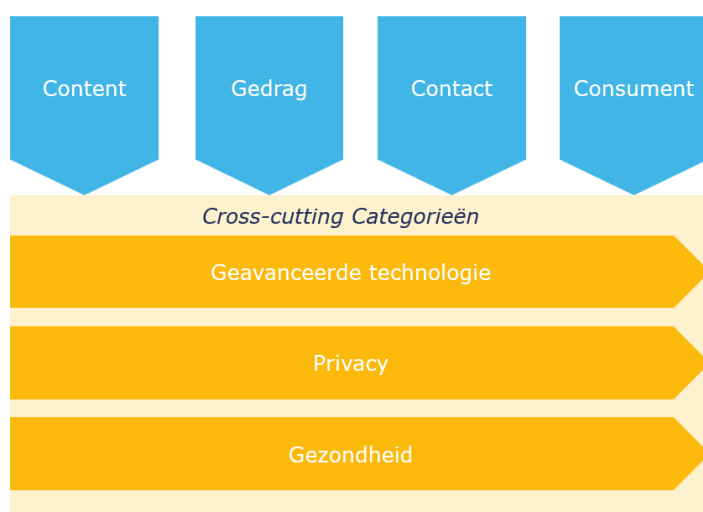 Content
Gedrag
Contact
Consument
Cross-cutting Categorieën
Geavanceerde technologie
Privacy
Gezondheid